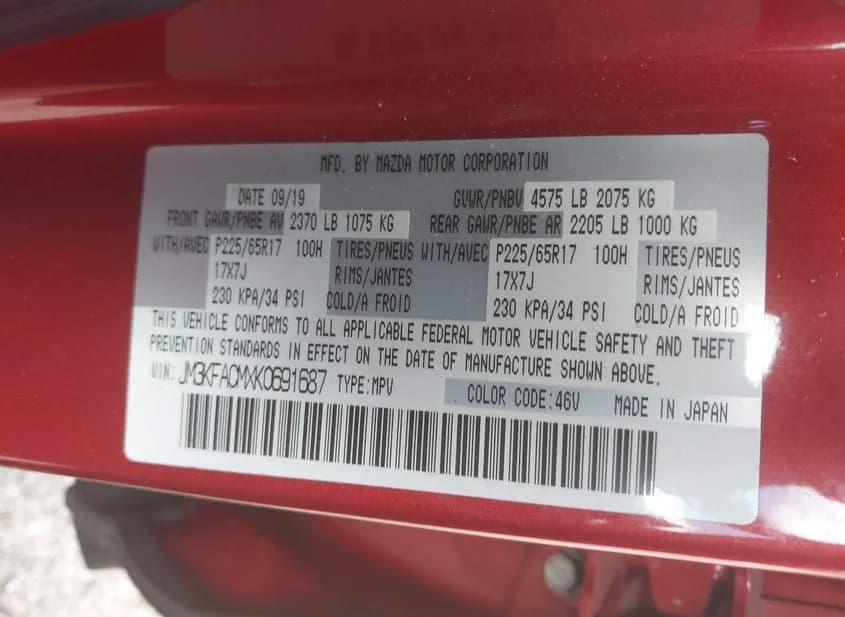 MFD. BY MAZDA MOTOR CORPORATION
DATE 09/19 GVWR/PNBV 4575 LB 2075 KG
FRONT GAWR/PNBE AV 2370 LB 1075 KG REAR GAWR/PNBE AR 2205 LB 1000 KG
WITH/AVEC P225/65R17 100H TIRES/PNEUS WITH/AVEC P225/65R17 100H TIRES/PNEUS
17X7J RIMS/JANTES 17X7J RIMS/JANTES
230 KPA/34 PSI COLD/A FROID 230 KPA/34 PSI COLD/A FROID
THIS VEHICLE CONFORMS TO ALL APPLICABLE FEDERAL MOTOR VEHICLE SAFETY AND THEFT
PREVENTION STANDARDS IN EFFECT ON THE DATE OF MANUFACTURE SHOWN ABOVE.
VIN: JM3KFACMXK0691687 TYPE:MPV COLOR CODE:46V MADE IN JAPAN